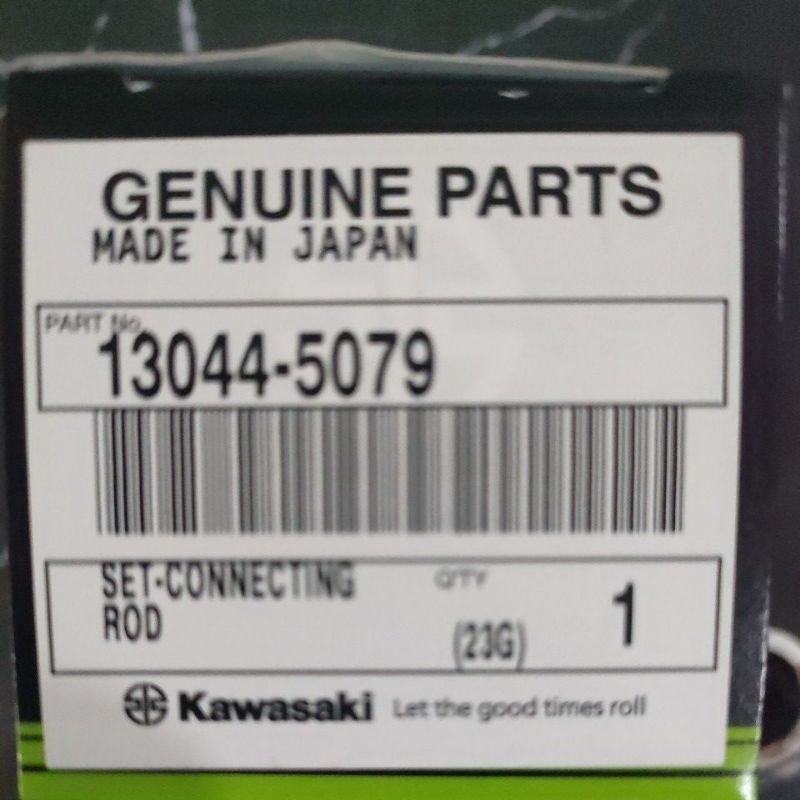 GENUINE PARTS
MADE IN JAPAN
PART No.
13044-5079
SET-CONNECTING Q'TY
ROD (23G) 1
Kawasaki Let the good times roll